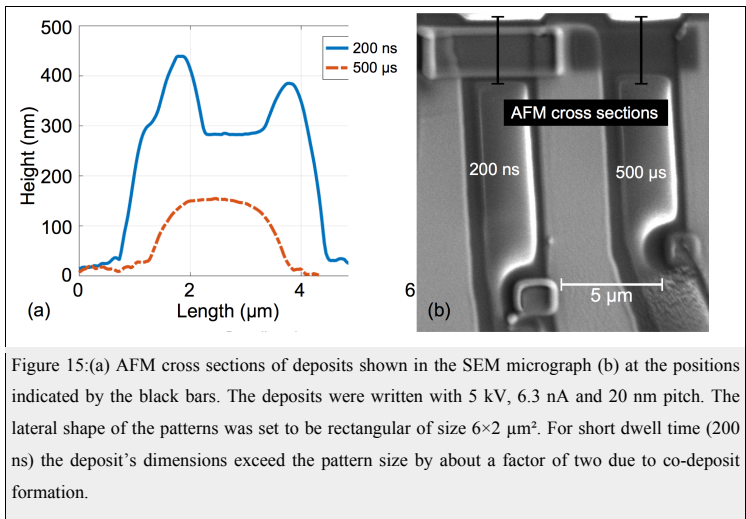 500
400
300
200
100
0
Height (nm)
200 ns
500 µs
0
2
4
6
Length (µm)
(a)
AFM cross sections
200 ns
500 µs
5 µm
(b)
Figure 15:(a) AFM cross sections of deposits shown in the SEM micrograph (b) at the positions
indicated by the black bars. The deposits were written with 5 kV, 6.3 nA and 20 nm pitch. The
lateral shape of the patterns was set to be rectangular of size 6×2 µm². For short dwell time (200
ns) the deposit’s dimensions exceed the pattern size by about a factor of two due to co-deposit
formation.